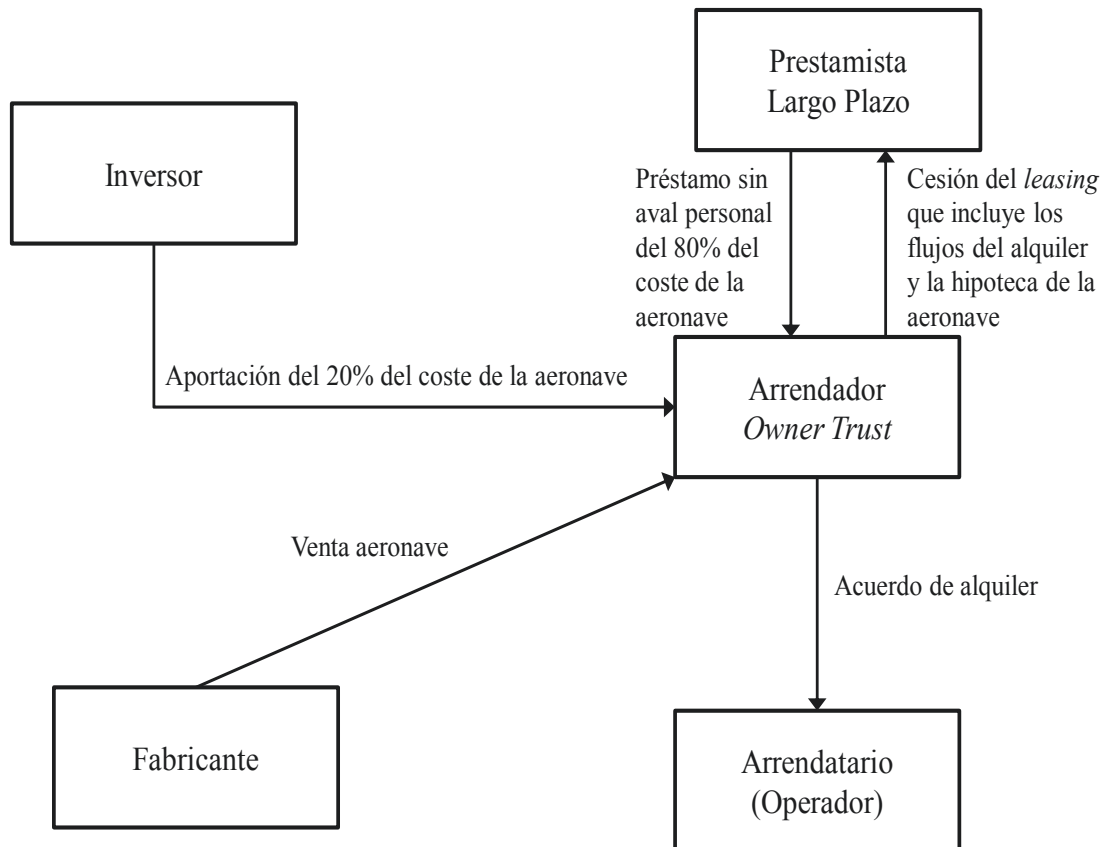 Prestamista
Largo Plazo
Inversor
Préstamo sin
aval personal
del 80% del
coste de la
aeronave
Cesión del leasing
que incluye los
flujos del alquiler
y la hipoteca de la
aeronave
Aportación del 20% del coste de la aeronave
Arrendador
Owner Trust
Venta aeronave
Acuerdo de alquiler
Fabricante
Arrendatario
(Operador)